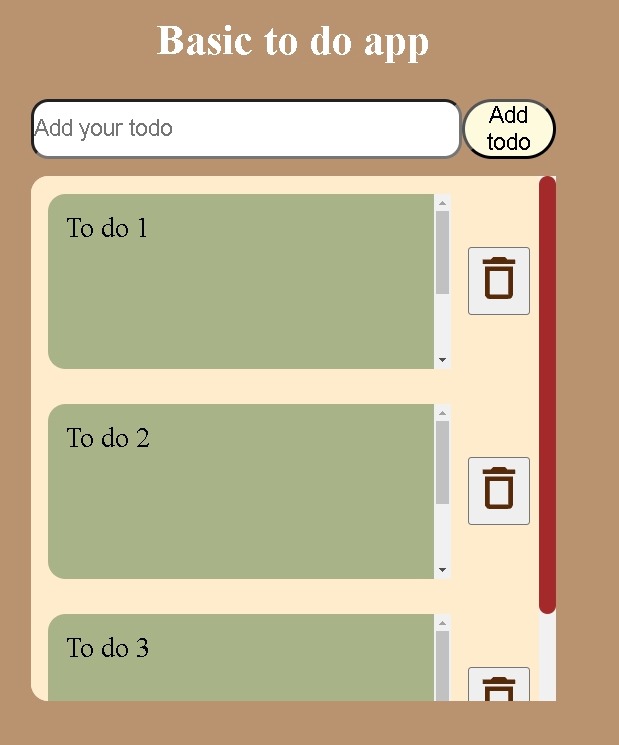 Basic to do app
Add your todo
Add
todo
To do 1
To do 2
To do 3